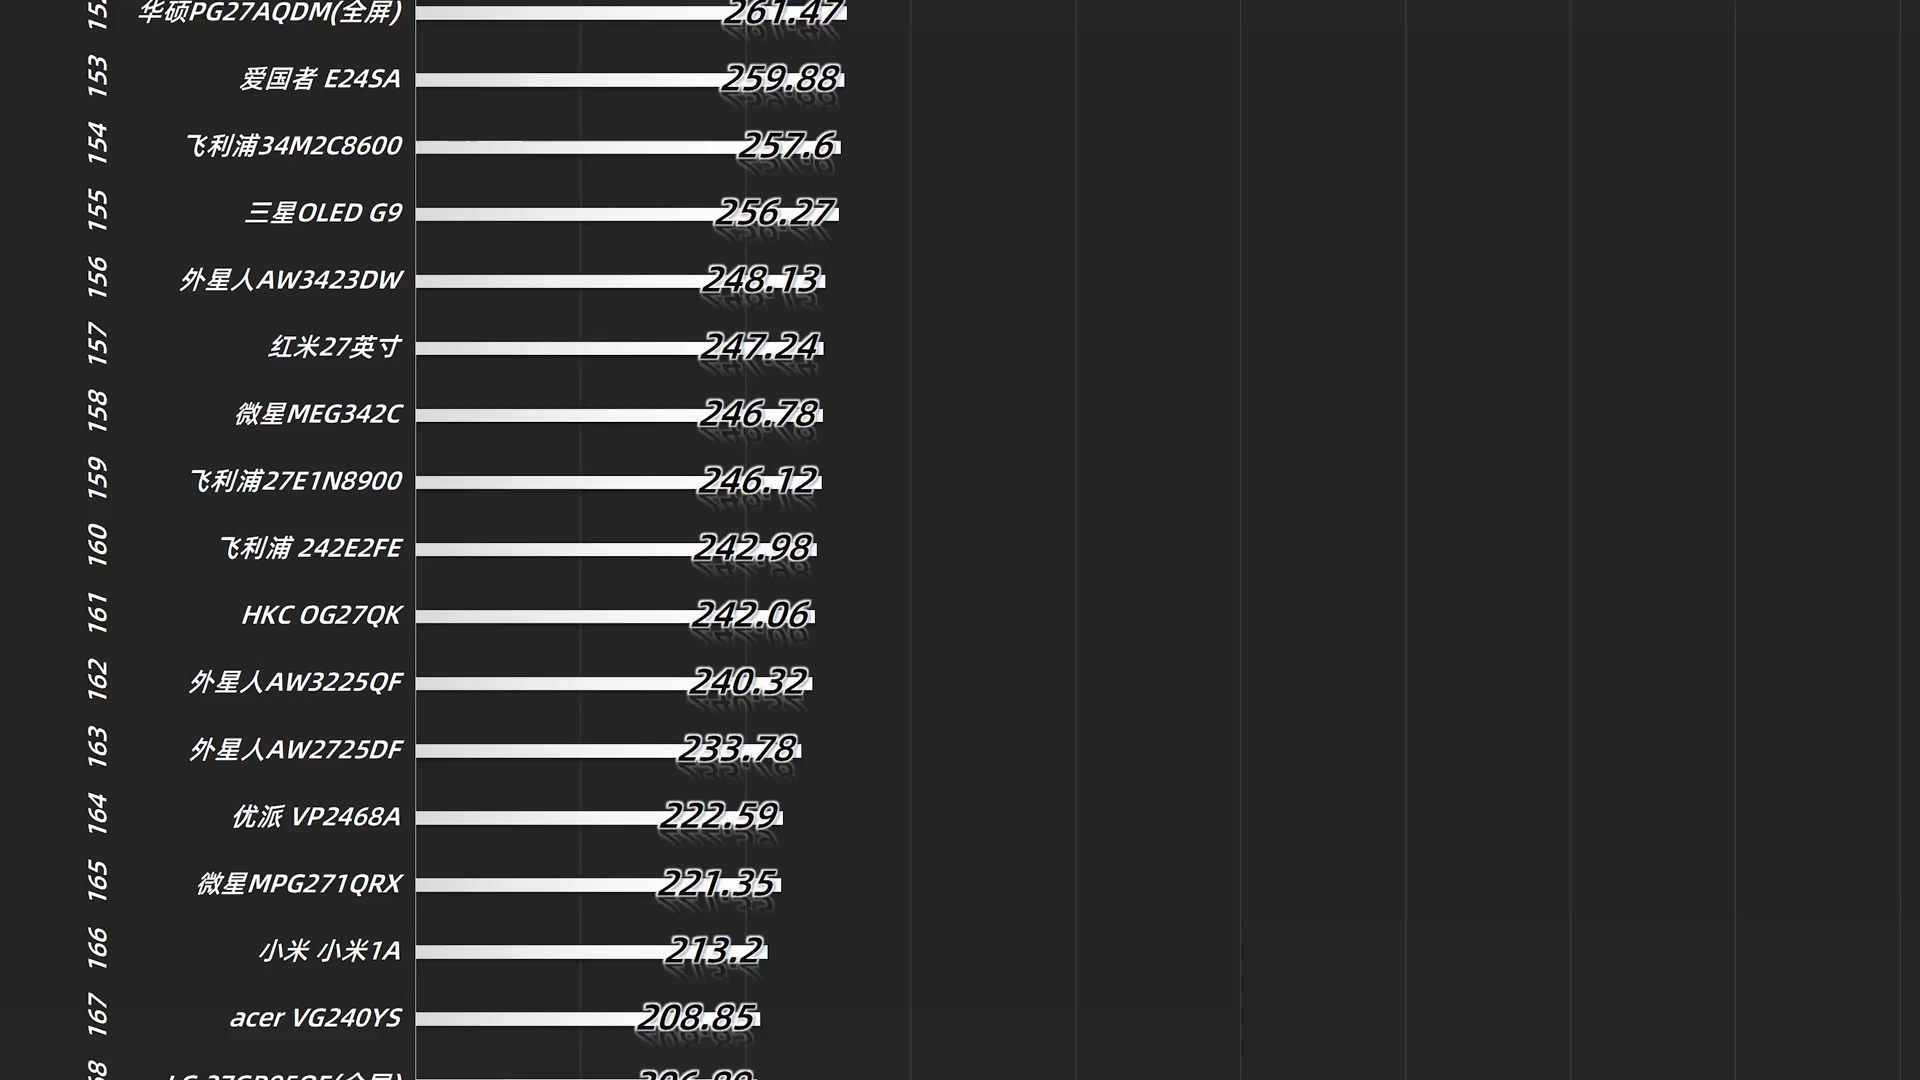 华硕PG27AQDM(全屏) 261.47
153 爱国者 E24SA 259.88
154 飞利浦34M2C8600 257.6
155 三星OLED G9 256.27
156 外星人AW3423DW 248.13
157 红米27英寸 247.24
158 微星MEG342C 246.78
159 飞利浦27E1N8900 246.12
160 飞利浦 242E2FE 242.98
161 HKC OG27QK 242.06
162 外星人AW3225QF 240.32
163 外星人AW2725DF 233.78
164 优派 VP2468A 222.59
165 微星MPG271QRX 221.35
166 小米 小米1A 213.2
167 acer VG240YS 208.85